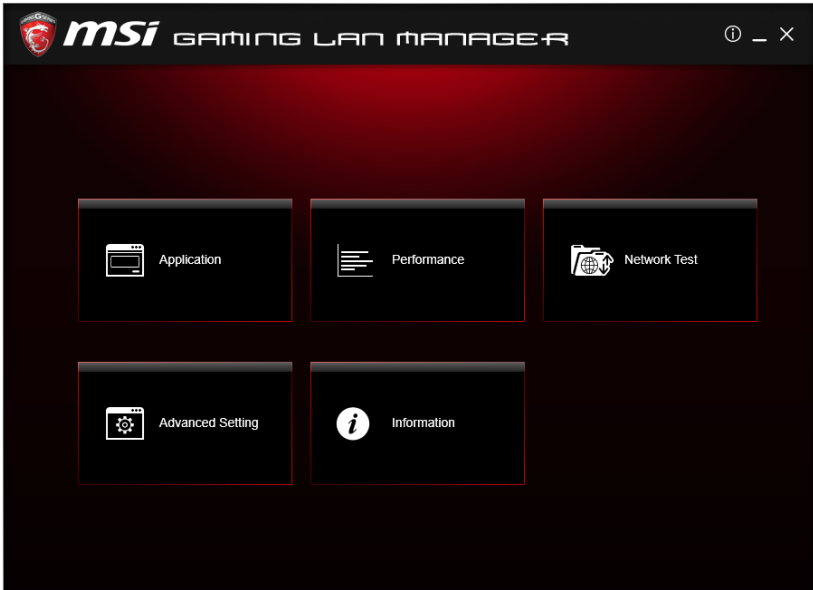 msi GAMING LAN MANAGER
Application
Performance
Network Test
Advanced Setting
Information